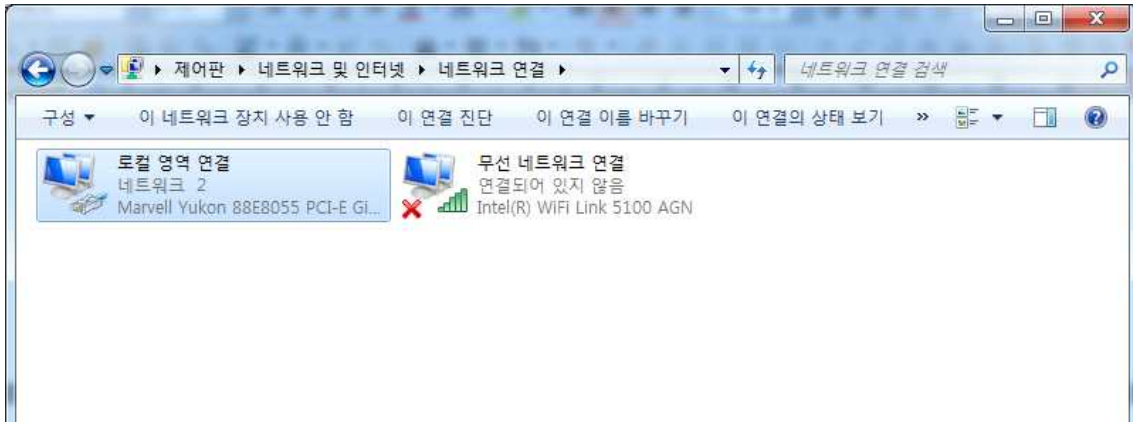 제어판 ▸ 네트워크 및 인터넷 ▸ 네트워크 연결 ▸
네트워크 연결 검색
구성 ▼ 이 네트워크 장치 사용 안 함 이 연결 진단 이 연결 이름 바꾸기 이 연결의 상태 보기 »
로컬 영역 연결
네트워크 2
Marvell Yukon 88E8055 PCI-E Gi...
무선 네트워크 연결
연결되어 있지 않음
Intel(R) WiFi Link 5100 AGN